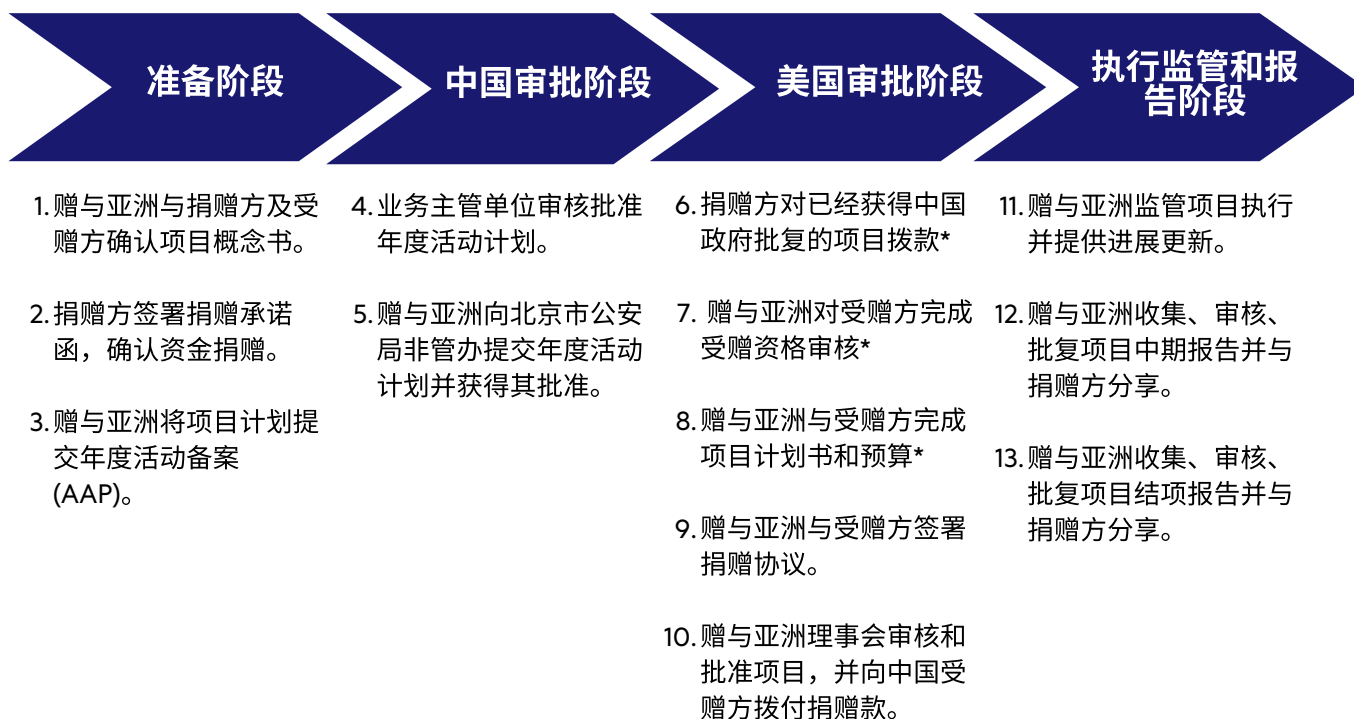 准备阶段
1.赠与亚洲与捐赠方及受
赠方确认项目概念书。
2.捐赠方签署捐赠承诺
函，确认资金捐赠。
3.赠与亚洲将项目计划提
交年度活动备案
(AAP)。
中国审批阶段
4.业务主管单位审核批准
年度活动计划。
5.赠与亚洲向北京市公安
局非管办提交年度活动
计划并获得其批准。
美国审批阶段
6.捐赠方对已经获得中国
政府批复的项目拨款*
7. 赠与亚洲对受赠方完成
受赠资格审核*
8.赠与亚洲与受赠方完成
项目计划书和预算*
9.赠与亚洲与受赠方签署
捐赠协议。
10.赠与亚洲理事会审核和
批准项目，并向中国受
赠方拨付捐赠款。
执行监管和报
告阶段
11.赠与亚洲监管项目执行
并提供进展更新。
12.赠与亚洲收集、审核、
批复项目中期报告并与
捐赠方分享。
13.赠与亚洲收集、审核、
批复项目结项报告并与
捐赠方分享。